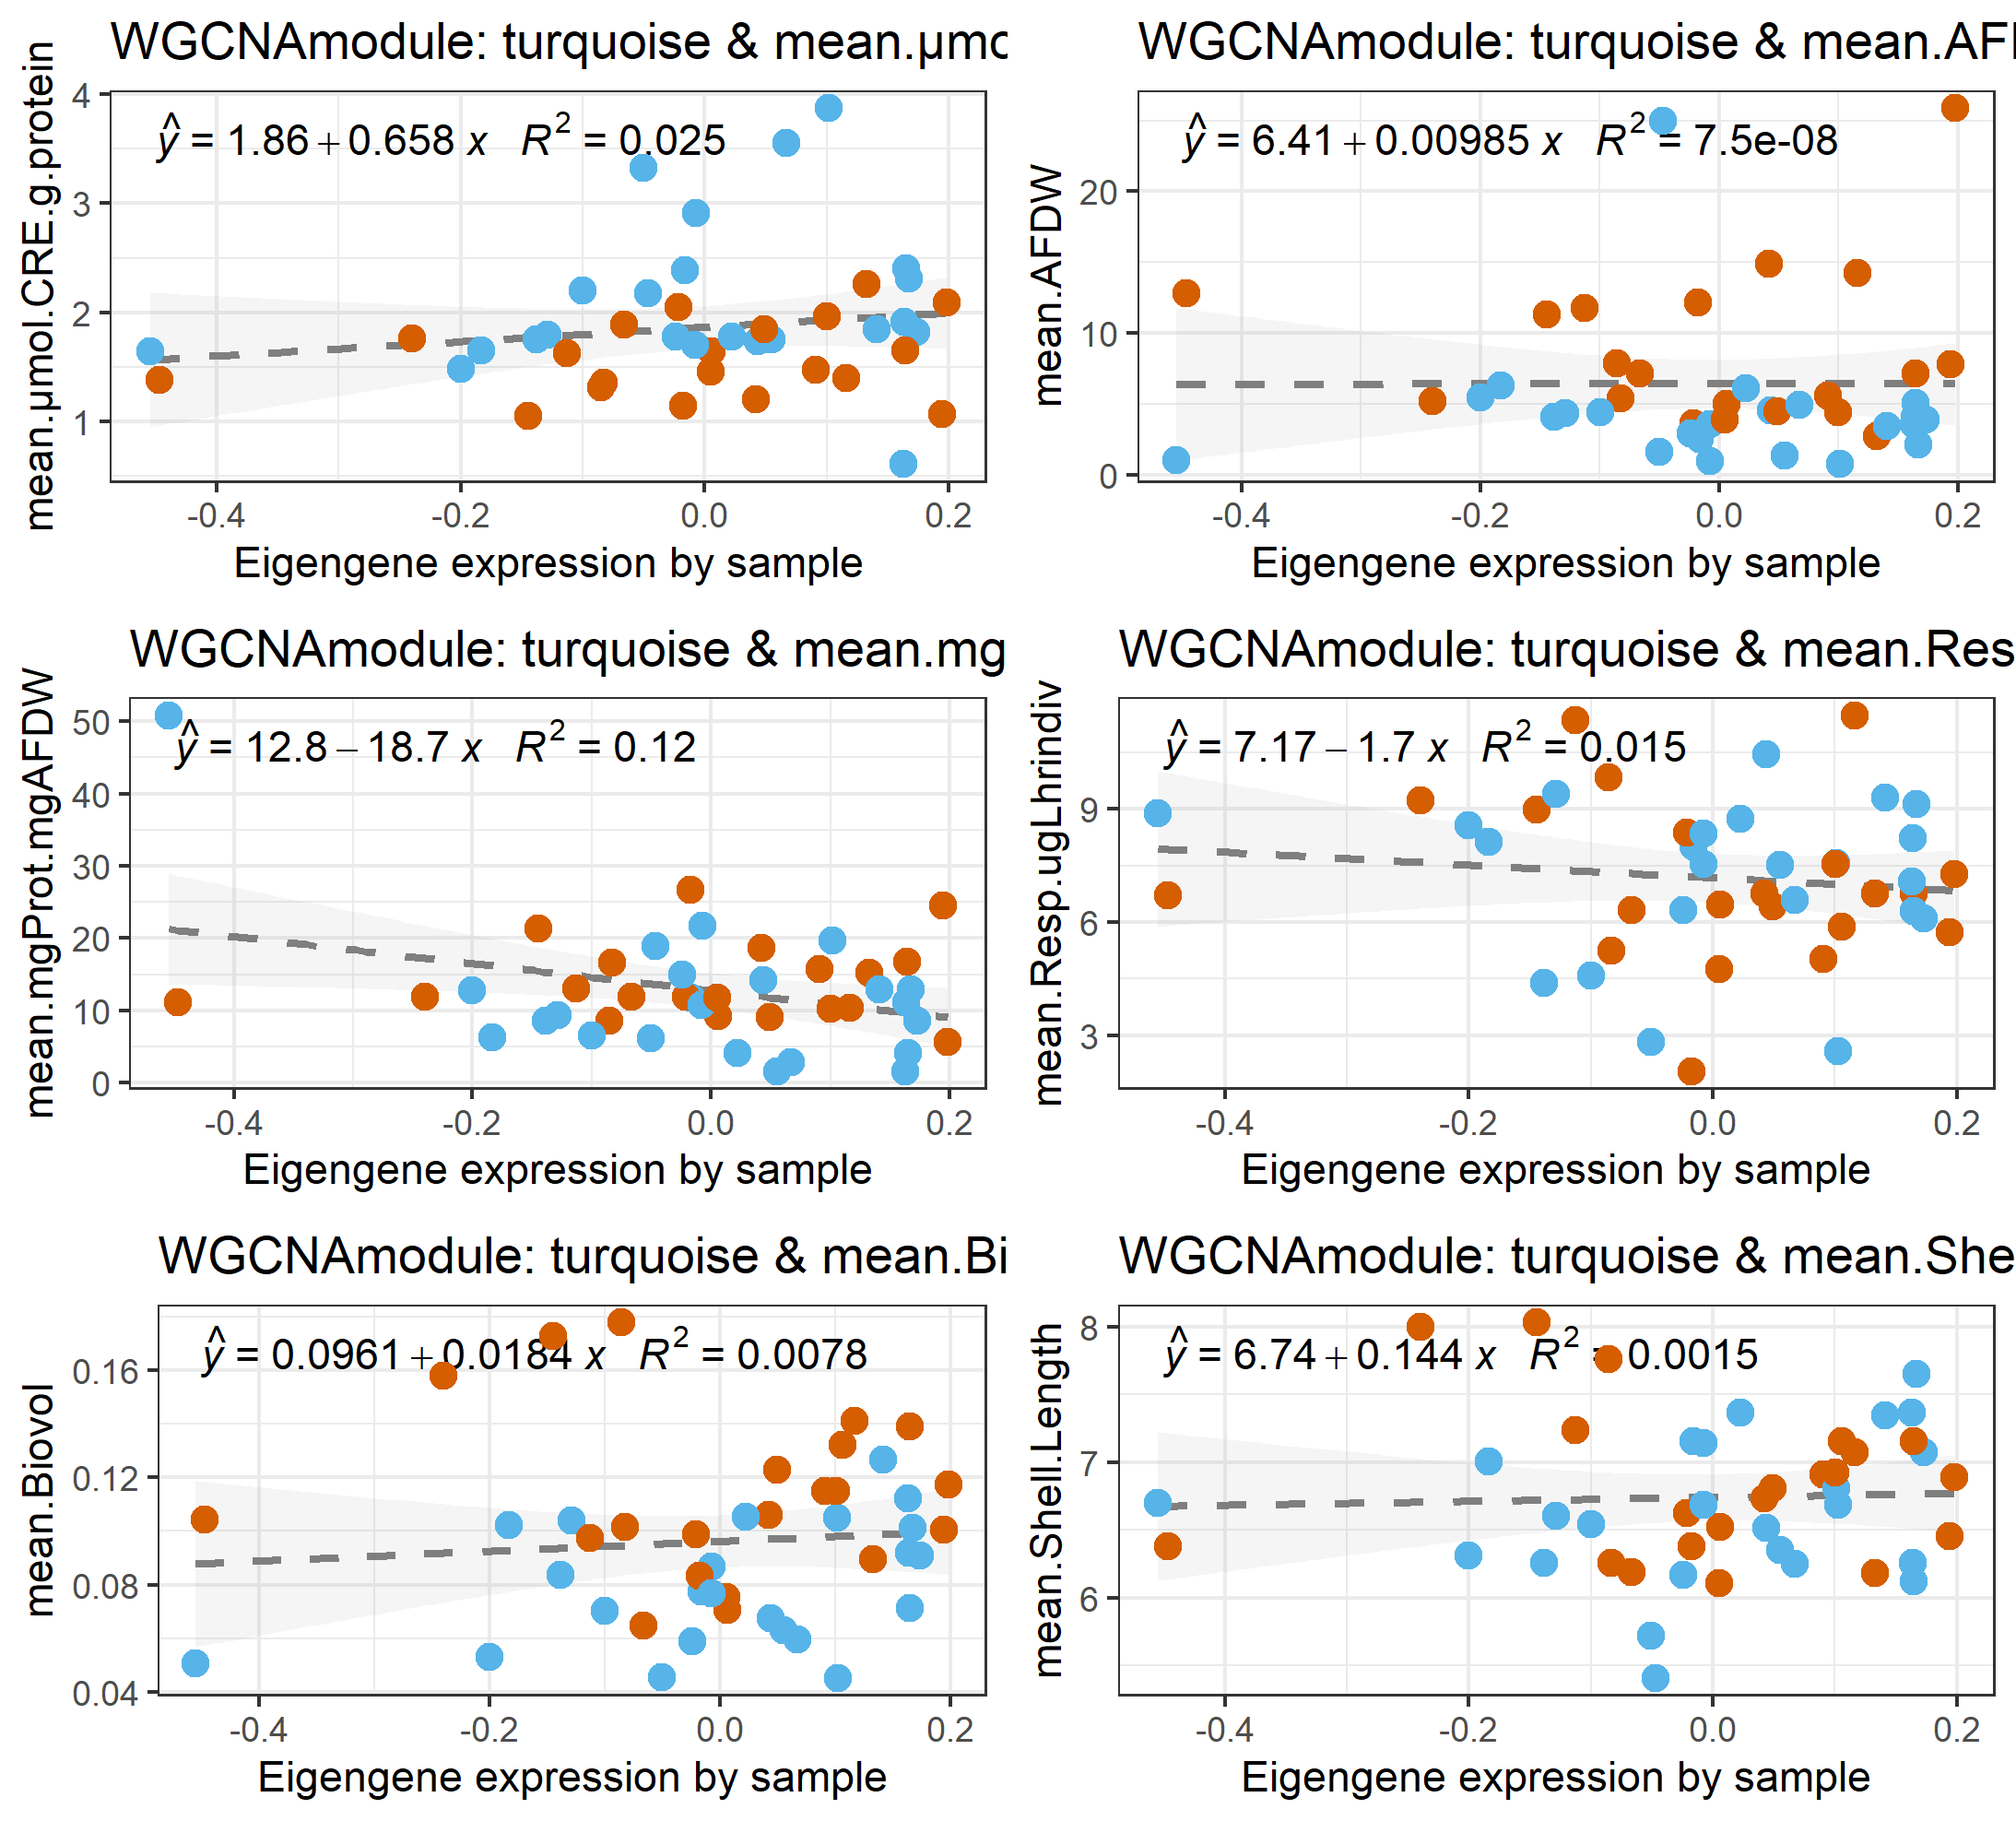 WGCNAmodule: turquoise & mean.µmc
mean.µmol.CRE.g.protein
ŷ = 1.86 + 0.658 x R² = 0.025
4
3
2
1
-0.4 -0.2 0.0 0.2
Eigengene expression by sample
WGCNAmodule: turquoise & mean.AF
mean.AFDW
ŷ = 6.41 + 0.00985 x R² = 7.5e-08
20
10
0
-0.4 -0.2 0.0 0.2
Eigengene expression by sample
WGCNAmodule: turquoise & mean.mg
mean.mgProt.mgAFDW
ŷ = 12.8 − 18.7 x R² = 0.12
50
40
30
20
10
0
-0.4 -0.2 0.0 0.2
Eigengene expression by sample
WGCNAmodule: turquoise & mean.Res
mean.Resp.ugLhrindiv
ŷ = 7.17 − 1.7 x R² = 0.015
9
6
3
-0.4 -0.2 0.0 0.2
Eigengene expression by sample
WGCNAmodule: turquoise & mean.Bi
mean.Biovol
ŷ = 0.0961 + 0.0184 x R² = 0.0078
0.16
0.12
0.08
0.04
-0.4 -0.2 0.0 0.2
Eigengene expression by sample
WGCNAmodule: turquoise & mean.She
mean.Shell.Length
ŷ = 6.74 + 0.144 x R² = 0.0015
8
7
6
-0.4 -0.2 0.0 0.2
Eigengene expression by sample